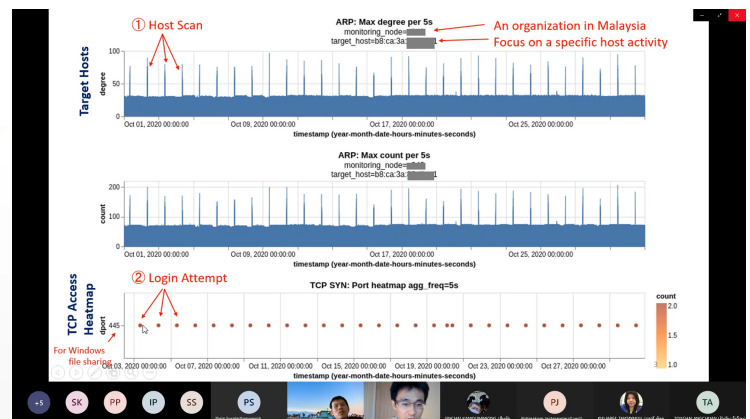 ① Host Scan
ARP: Max degree per 5s
monitoring_node=
target_host=b8:ca:3a: 1
An organization in Malaysia
Focus on a specific host activity
Target Hosts
degree
100
50
0
Oct 01, 2020 00:00:00 Oct 09, 2020 00:00:00 Oct 17, 2020 00:00:00 Oct 25, 2020 00:00:00
timestamp (year-month-date-hours-minutes-seconds)
ARP: Max count per 5s
monitoring_node=
target_host=b8:ca:3a: 1
count
200
100
0
Oct 01, 2020 00:00:00 Oct 09, 2020 00:00:00 Oct 17, 2020 00:00:00 Oct 25, 2020 00:00:00
timestamp (year-month-date-hours-minutes-seconds)
② Login Attempt
TCP SYN: Port heatmap agg_freq=5s
TCP Access
Heatmap
dport
445
For Windows
file sharing
count
2.0
1.5
1.0
Oct 03, 2020 00:00:00 Oct 07, 2020 00:00:00 Oct 11, 2020 00:00:00 Oct 15, 2020 00:00:00 Oct 19, 2020 00:00:00 Oct 23, 2020 00:00:00 Oct 27, 2020 00:00:00
timestamp (year-month-date-hours-minutes-seconds)
+5 SK PP IP SS PS PJ TA